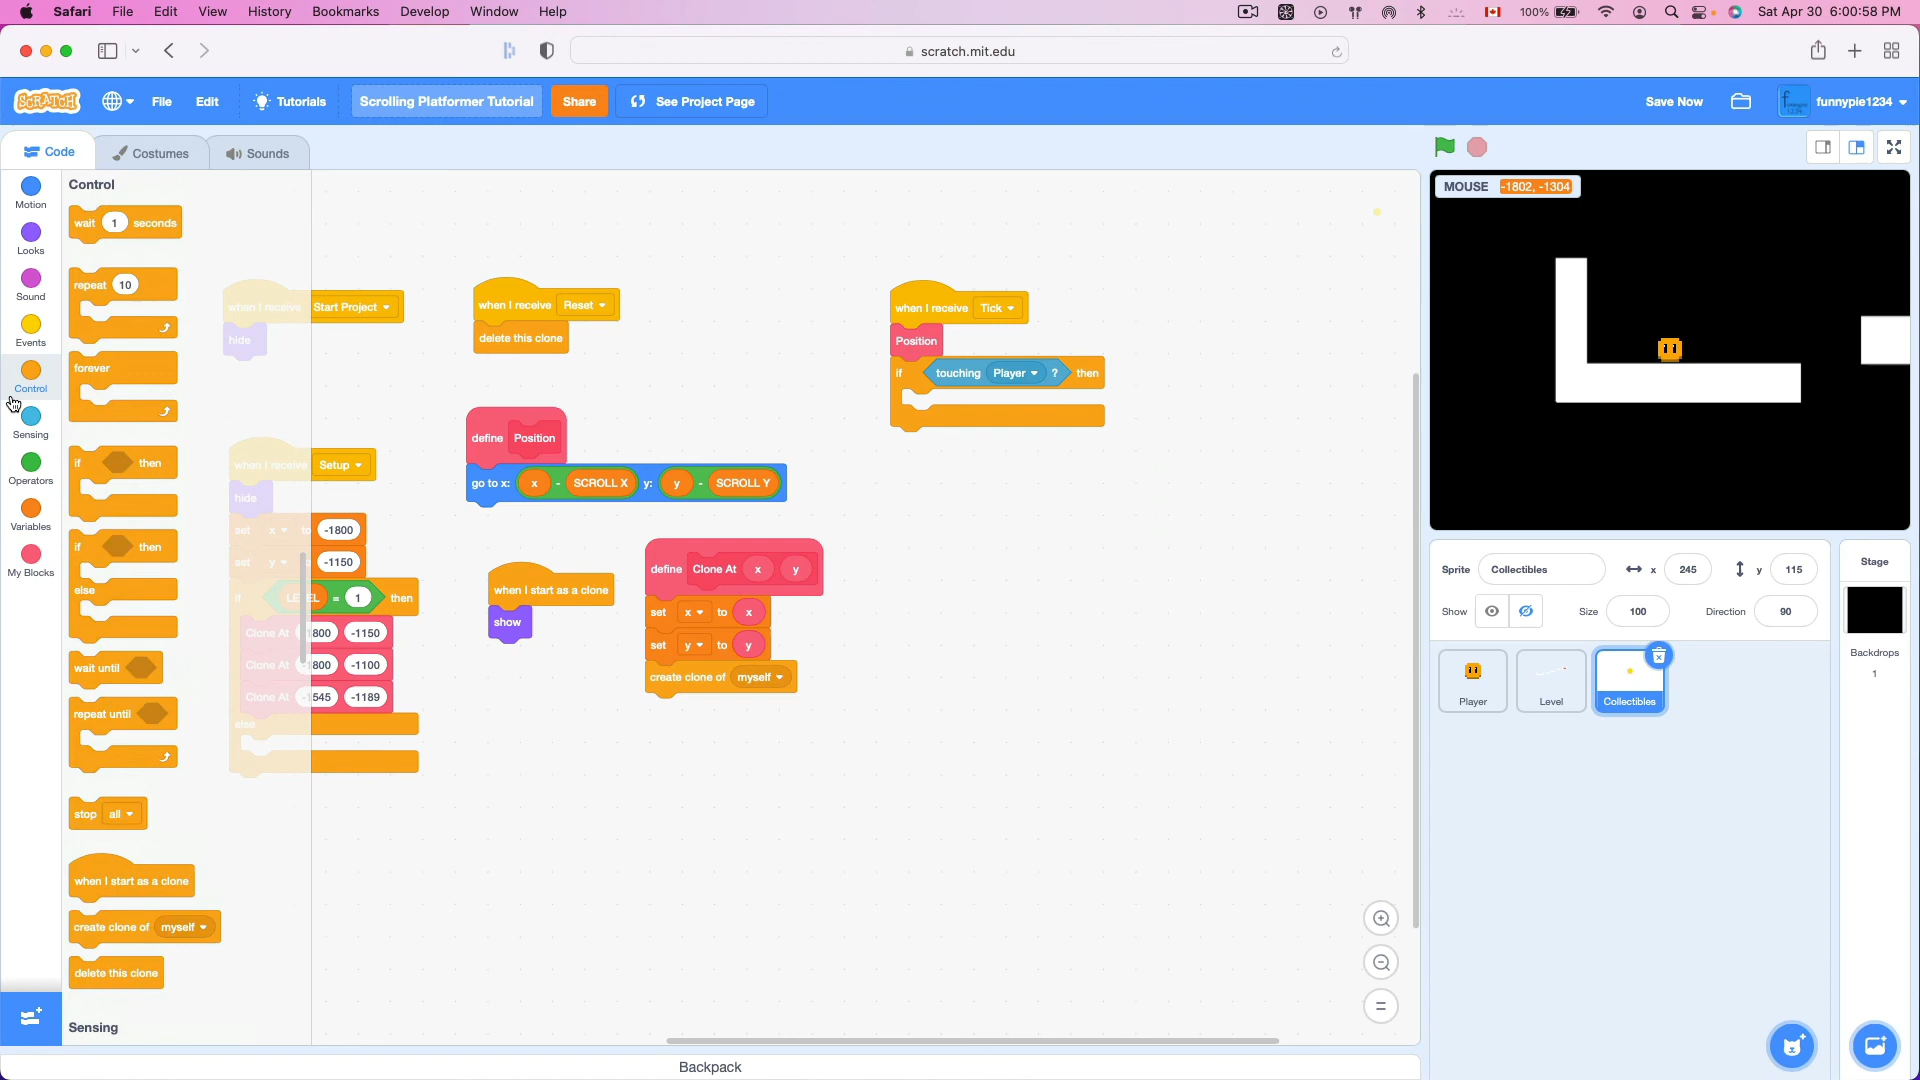 Safari File Edit View History Bookmarks Develop Window Help 100% Sat Apr 30 6:00:58 PM
scratch.mit.edu
SCRATCH File Edit Tutorials Scrolling Platformer Tutorial Share See Project Page Save Now funnypie1234
Code Costumes Sounds
Motion
Looks
Sound
Events
Control
Sensing
Operators
Variables
My Blocks
Control
wait 1 seconds
repeat 10
forever
if then
if then
else
wait until
repeat until
stop all
when I start as a clone
create clone of myself
delete this clone
Sensing
when I receive Start Project
hide
when I receive Setup
hide
set x to -1800
set y -1150
if = 1 then
Clone At -1150
Clone At -1100
Clone At -1189
else
when I receive Reset
delete this clone
define Position
go to x: x - SCROLL X y: y - SCROLL Y
when I start as a clone
show
define Clone At x y
set x to x
set y to y
create clone of myself
when I receive Tick
Position
if touching Player ? then
MOUSE -1802, -1304
Sprite Collectibles x 245 y 115
Show Size 100 Direction 90
Player Level Collectibles
Stage
Backdrops
1
Backpack